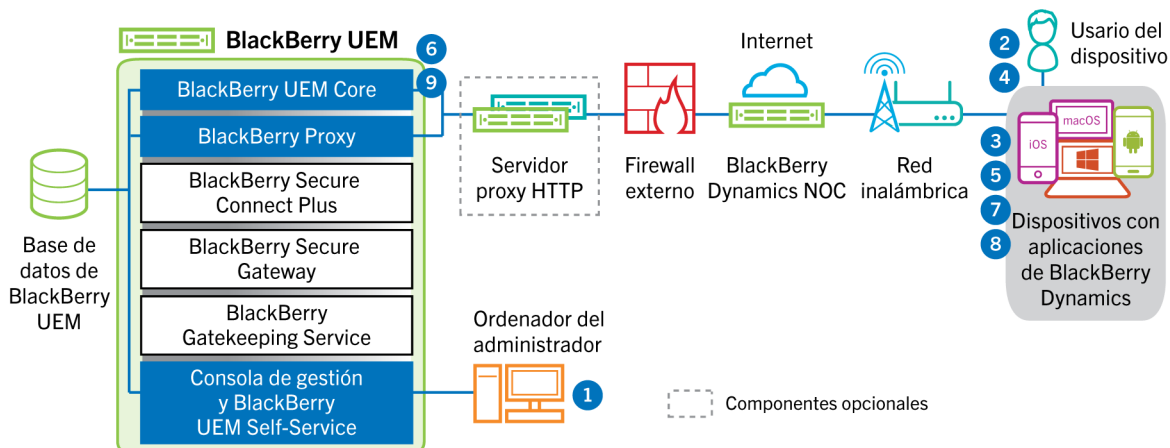 BlackBerry UEM
6
9
BlackBerry UEM Core
BlackBerry Proxy
BlackBerry Secure
Connect Plus
BlackBerry Secure
Gateway
BlackBerry
Gatekeeping Service
Consola de gestión
y BlackBerry
UEM Self-Service
Base de
datos de
BlackBerry
UEM
Servidor
proxy HTTP
Firewall
externo
Internet
BlackBerry
Dynamics NOC
Red
inalámbrica
2
4
Usario del
dispositivo
3
5
7
8
iOS
macOS
Dispositivos con
aplicaciones
de BlackBerry
Dynamics
Ordenador del
administrador
1
Componentes opcionales